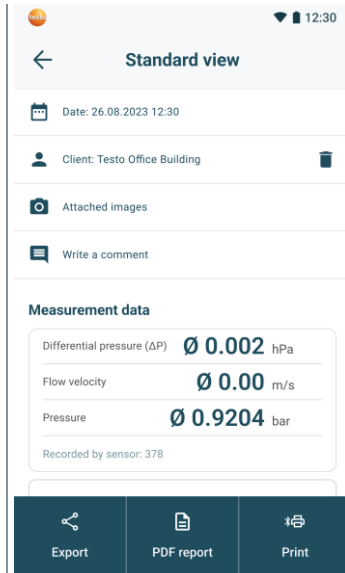 testo
12:30
Standard view
Date: 26.08.2023 12:30
Client: Testo Office Building
Attached images
Write a comment
Measurement data
Differential pressure (ΔP) Ø 0.002 hPa
Flow velocity Ø 0.00 m/s
Pressure Ø 0.9204 bar
Recorded by sensor: 378
Export PDF report Print